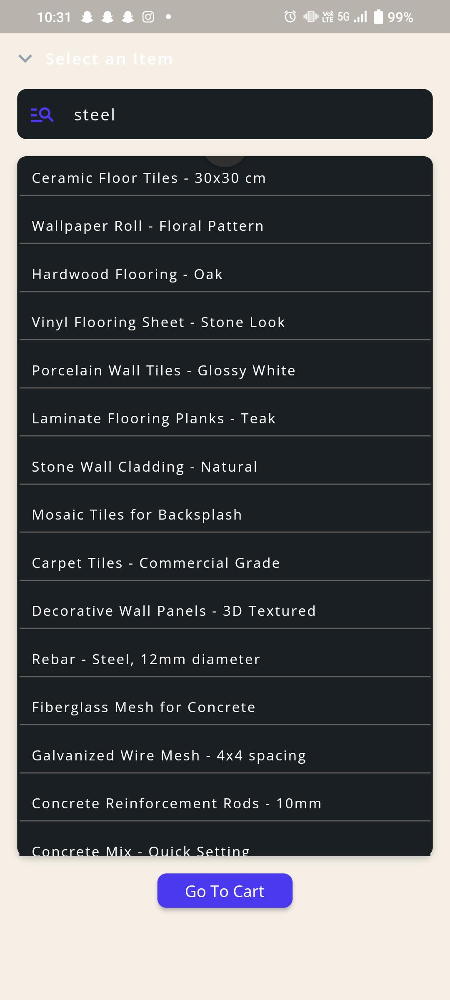 10:31 Vo)) LTE 5G 99%
Select an Item
steel
Ceramic Floor Tiles - 30x30 cm
Wallpaper Roll - Floral Pattern
Hardwood Flooring - Oak
Vinyl Flooring Sheet - Stone Look
Porcelain Wall Tiles - Glossy White
Laminate Flooring Planks - Teak
Stone Wall Cladding - Natural
Mosaic Tiles for Backsplash
Carpet Tiles - Commercial Grade
Decorative Wall Panels - 3D Textured
Rebar - Steel, 12mm diameter
Fiberglass Mesh for Concrete
Galvanized Wire Mesh - 4x4 spacing
Concrete Reinforcement Rods - 10mm
Concrete Mix - Quick Setting
Go To Cart